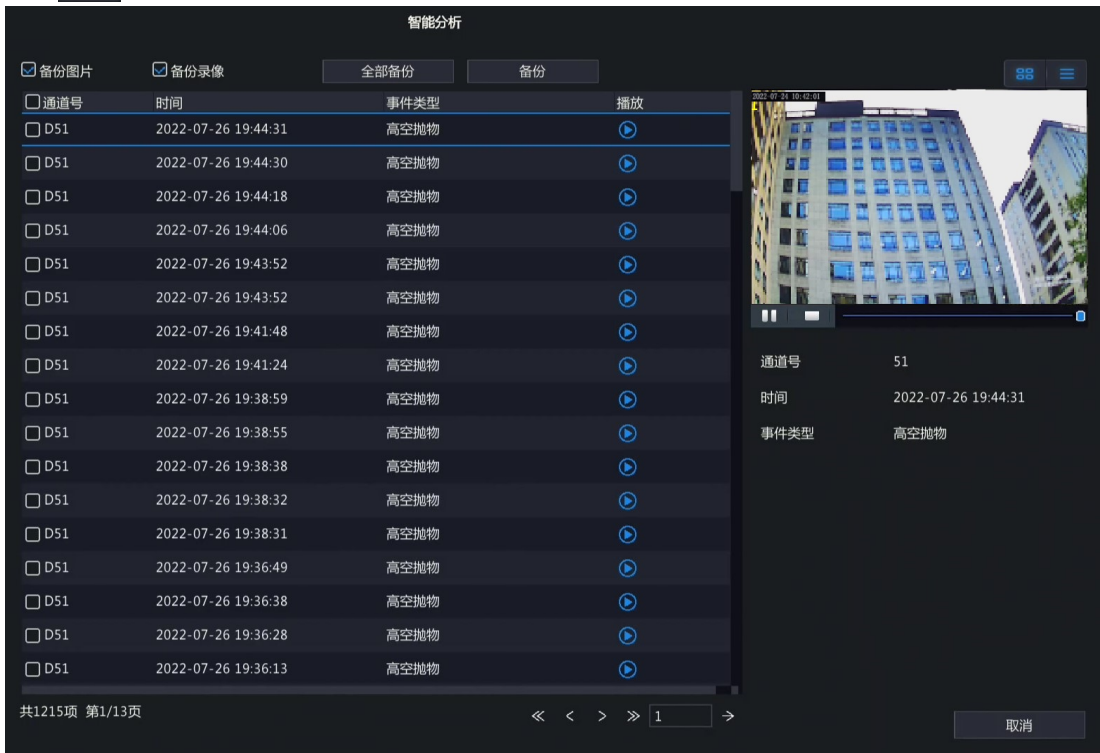 智能分析
备份图片 备份录像 全部备份 备份
通道号 时间 事件类型 播放
D51 2022-07-26 19:44:31 高空抛物
D51 2022-07-26 19:44:30 高空抛物
D51 2022-07-26 19:44:18 高空抛物
D51 2022-07-26 19:44:06 高空抛物
D51 2022-07-26 19:43:52 高空抛物
D51 2022-07-26 19:43:52 高空抛物
D51 2022-07-26 19:41:48 高空抛物
D51 2022-07-26 19:41:24 高空抛物
D51 2022-07-26 19:38:59 高空抛物
D51 2022-07-26 19:38:55 高空抛物
D51 2022-07-26 19:38:38 高空抛物
D51 2022-07-26 19:38:32 高空抛物
D51 2022-07-26 19:38:31 高空抛物
D51 2022-07-26 19:36:49 高空抛物
D51 2022-07-26 19:36:38 高空抛物
D51 2022-07-26 19:36:28 高空抛物
D51 2022-07-26 19:36:13 高空抛物
共1215项 第1/13页
1
2022-07-24 10:42:01
通道号 51
时间 2022-07-26 19:44:31
事件类型 高空抛物
取消